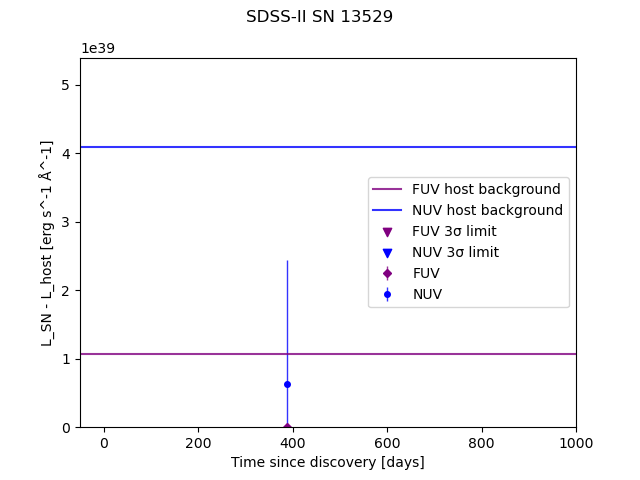 SDSS-II SN 13529
1e39
5
4
3
2
1
0
L_SN - L_host [erg s^-1 Å^-1]
FUV host background
NUV host background
FUV 3σ limit
NUV 3σ limit
FUV
NUV
0 200 400 600 800 1000
Time since discovery [days]